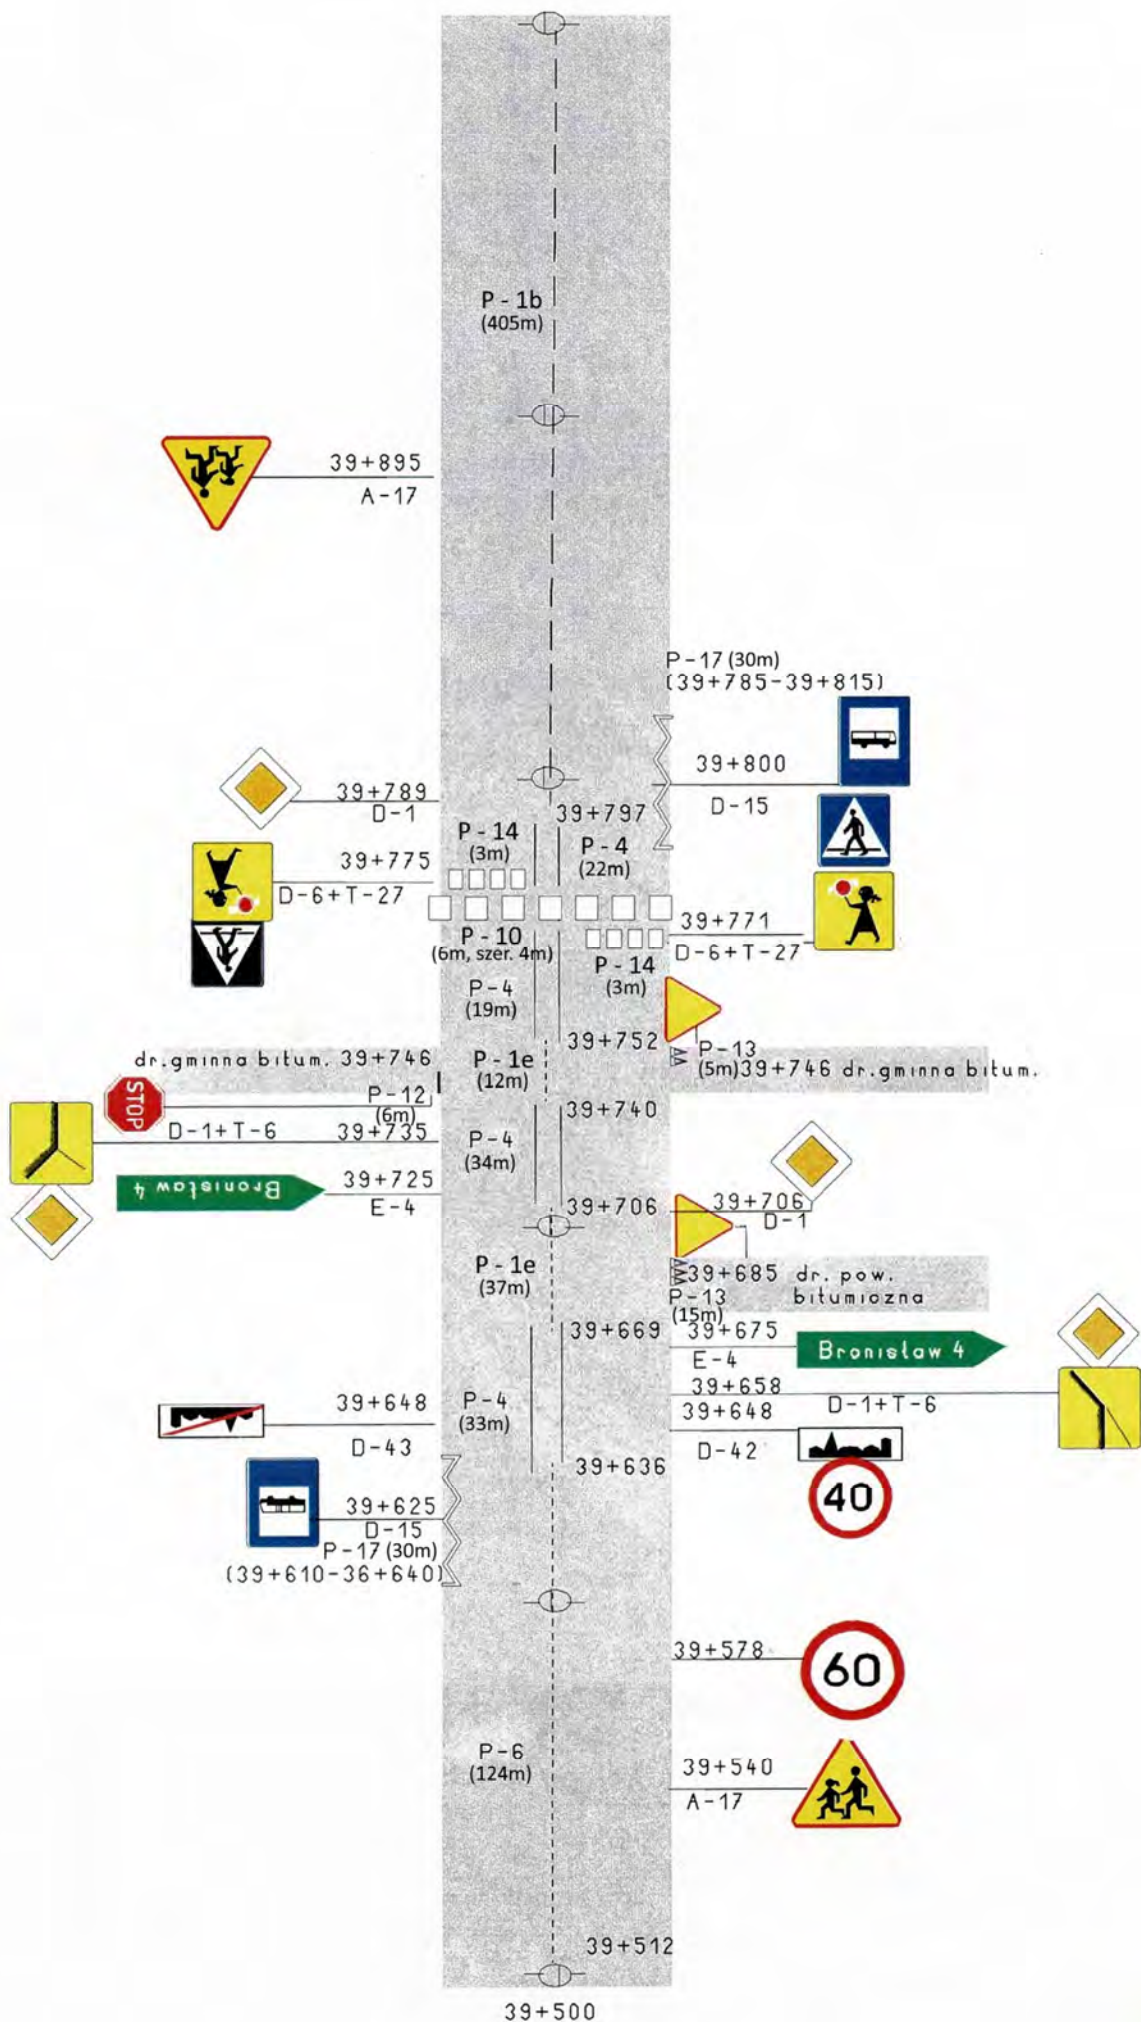 P - 1b
(405m)
39+895
A-17
P-17 (30m)
(39+785-39+815)
39+800
D-15
39+789
D-1
39+797
P - 14
(3m)
P - 4
(22m)
39+775
D-6+T-27
39+771
D-6+T-27
P - 10
(6m, szer. 4m)
P - 14
(3m)
P-4
(19m)
39+752
dr.gminna bitum. 39+746
P - 1e
(12m)
P-13
(5m)39+746 dr.gminna bitum.
STOP
P-12
(6m)
39+740
D-1+T-6
39+735
P-4
(34m)
Bronisław 4
39+725
E-4
39+706
39+706
D-1
P - 1e
(37m)
39+685 dr. pow.
bitumiozna
P-13
(15m)
39+669
39+675
E-4
Bronisław 4
39+658
D-1+T-6
39+648
D-43
P-4
(33m)
39+648
D-42
39+636
40
39+625
D-15
P-17 (30m)
(39+610-36+640)
39+578
60
P-6
(124m)
39+540
A-17
39+512
39+500